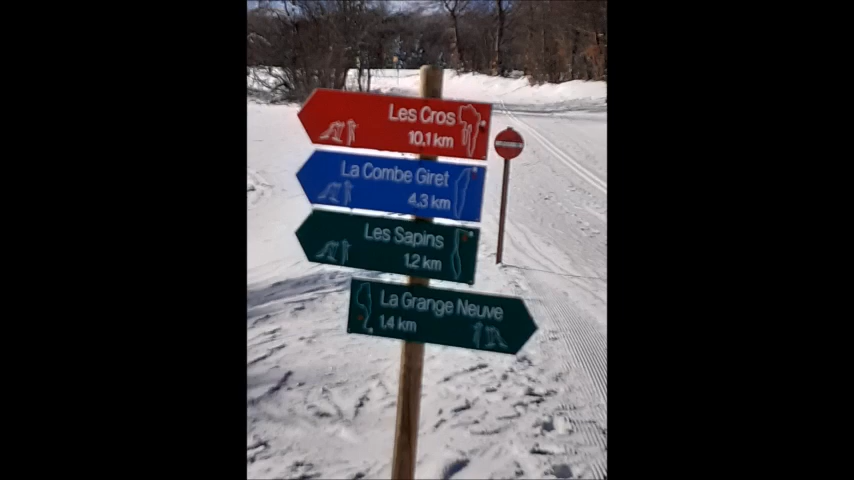 Les Cros
10,1 km
La Combe Giret
4,3 km
Les Sapins
1,2 km
La Grange Neuve
1,4 km